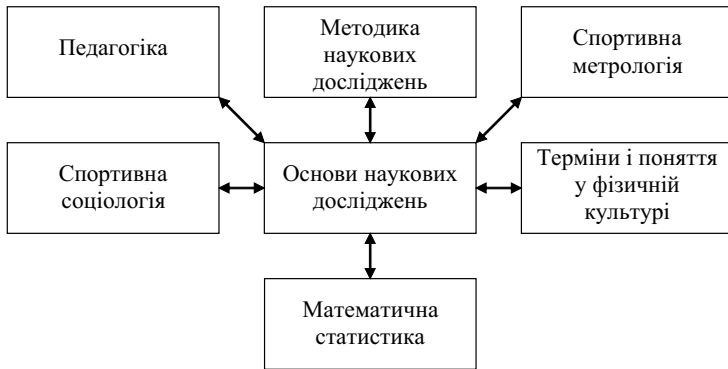 Педагогіка
Методика
наукових
досліджень
Спортивна
метрологія
Спортивна
соціологія
Основи наукових
досліджень
Терміни і поняття
у фізичній
культурі
Математична
статистика